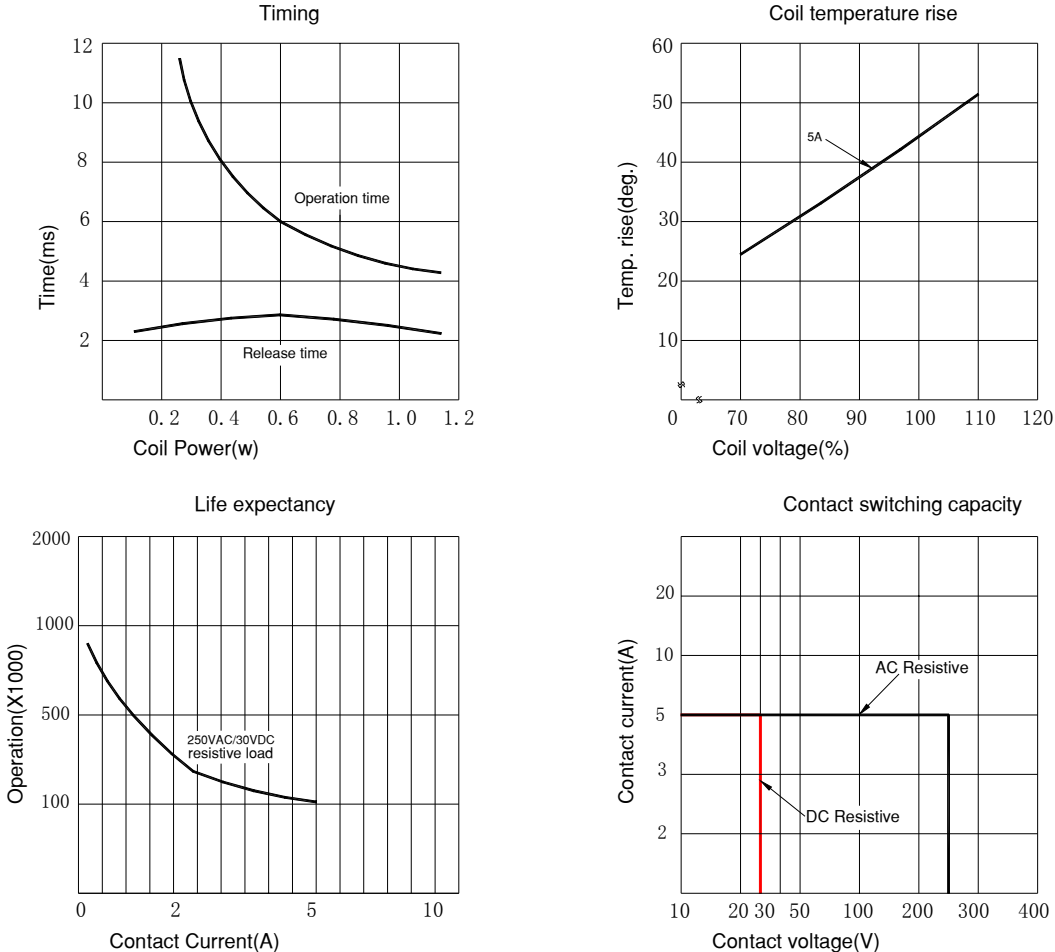 Timing
12
10
8
6
4
2
Time(ms)
Operation time
Release time
0.2 0.4 0.6 0.8 1.0 1.2
Coil Power(w)
Coil temperature rise
60
50
40
30
20
10
Temp. rise(deg.)
5A
0 70 80 90 100 110 120
Coil voltage(%)
Life expectancy
2000
1000
500
100
Operation(X1000)
250VAC/30VDC
resistive load
0 2 5 10
Contact Current(A)
Contact switching capacity
20
10
5
3
2
Contact current(A)
AC Resistive
DC Resistive
10 20 30 50 100 200 300 400
Contact voltage(V)